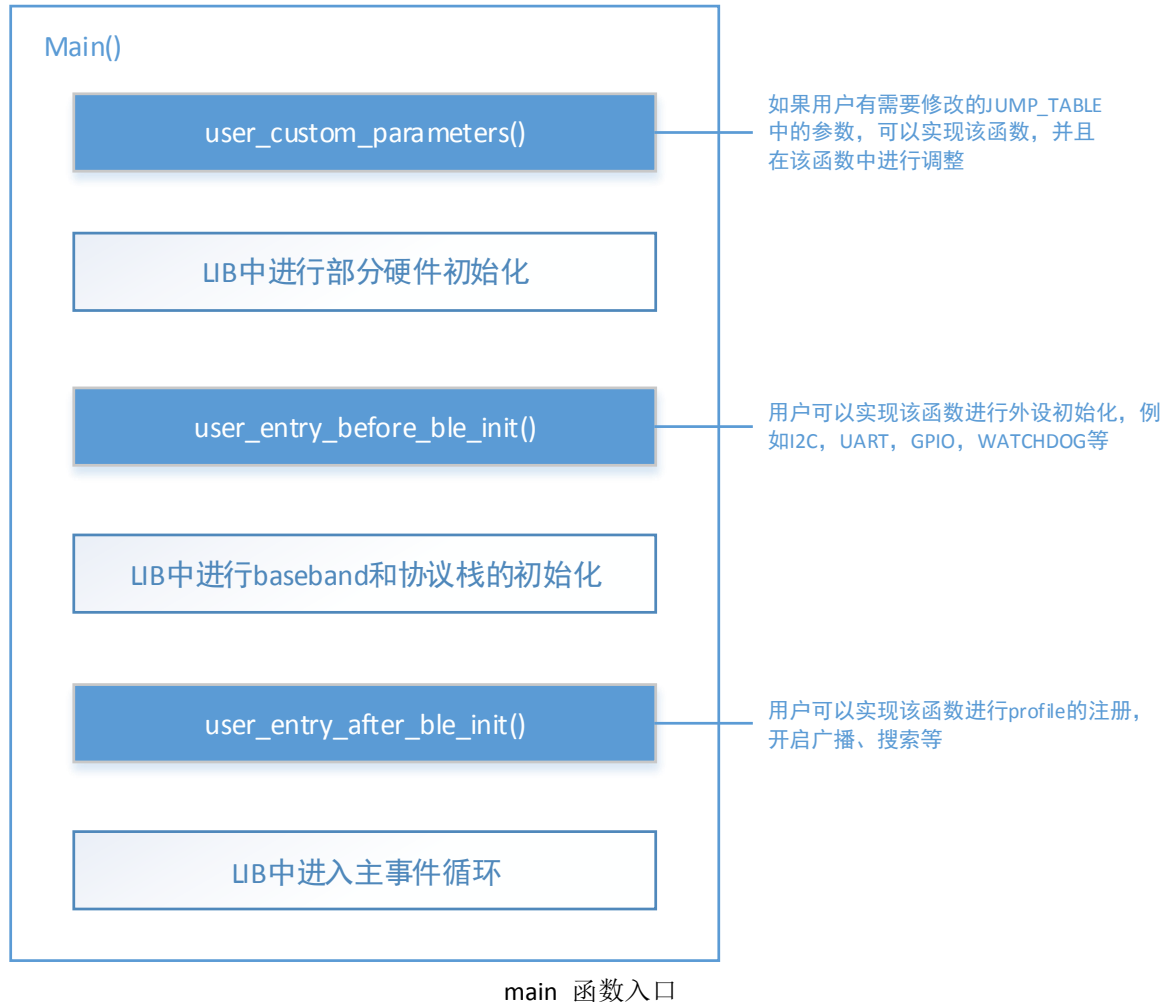 Main()
user_custom_parameters()
如果用户有需要修改的JUMP_TABLE
中的参数，可以实现该函数，并且
在该函数中进行调整
LIB中进行部分硬件初始化
user_entry_before_ble_init()
用户可以实现该函数进行外设初始化，例
如I2C，UART，GPIO，WATCHDOG等
LIB中进行baseband和协议栈的初始化
user_entry_after_ble_init()
用户可以实现该函数进行profile的注册，
开启广播、搜索等
LIB中进入主事件循环
main 函数入口